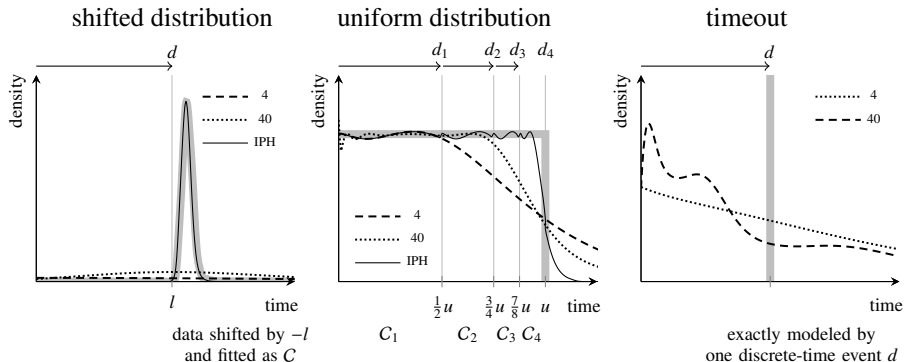 shifted distribution
d
density
4
40
IPH
l
time
data shifted by −l
and fitted as C
uniform distribution
d1 d2 d3 d4
density
4
40
IPH
1/2 u 3/4 u 7/8 u u time
C1 C2 C3 C4
timeout
d
density
4
40
time
exactly modeled by
one discrete-time event d